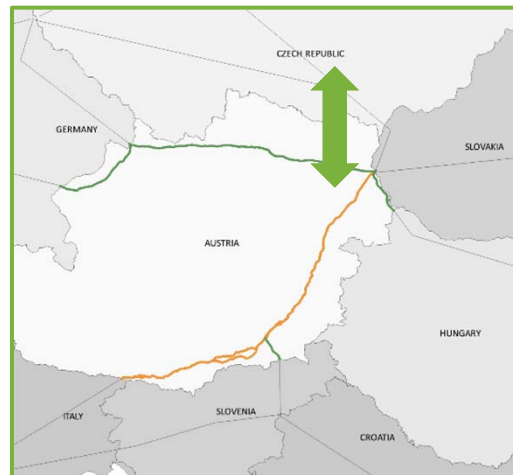 CZECH REPUBLIC
GERMANY
SLOVAKIA
AUSTRIA
HUNGARY
ITALY
SLOVENIA
CROATIA